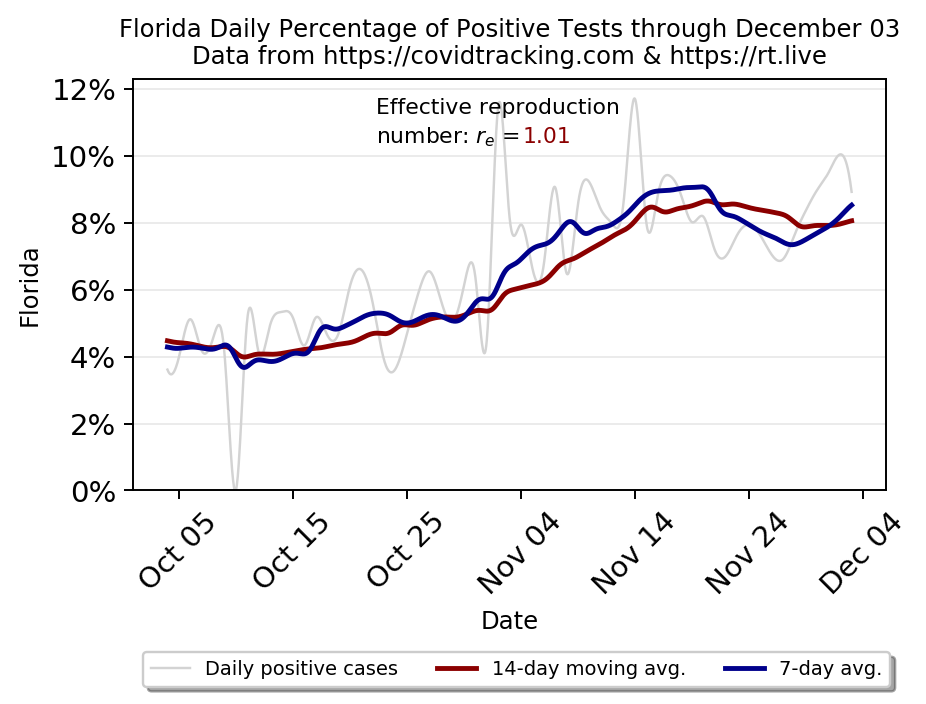 Florida Daily Percentage of Positive Tests through December 03
Data from https://covidtracking.com & https://rt.live
12%
10%
8%
6%
4%
2%
0%
Florida
Effective reproduction
number: rₑ = 1.01
Oct 05
Oct 15
Oct 25
Nov 04
Nov 14
Nov 24
Dec 04
Date
Daily positive cases
14-day moving avg.
7-day avg.